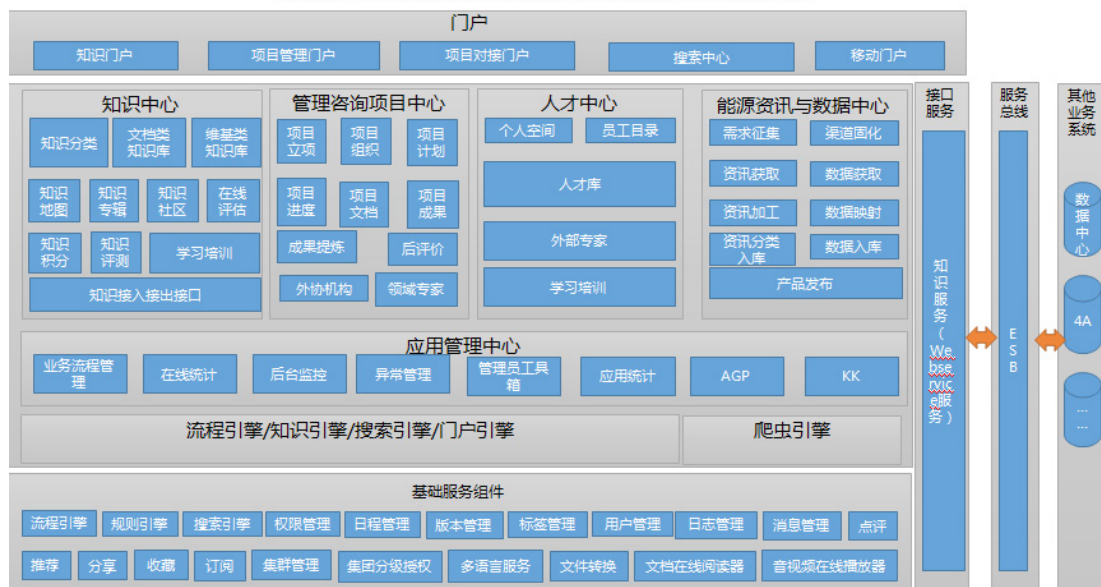 门户
知识门户
项目管理门户
项目对接门户
搜索中心
移动门户
知识中心
知识分类
文档类
知识库
维基类
知识库
知识
地图
知识
专辑
知识
社区
在线
评估
知识
积分
知识
评测
学习培训
知识接入接出接口
管理咨询项目中心
项目
立项
项目
组织
项目
计划
项目
进度
项目
文档
项目
成果
成果提炼
后评价
外协机构
领域专家
人才中心
个人空间
员工目录
人才库
外部专家
学习培训
能源资讯与数据中心
需求征集
渠道固化
资讯获取
数据获取
资讯加工
数据映射
资讯分类
入库
数据入库
产品发布
应用管理中心
业务流程管
理
在线统计
后台监控
异常管理
管理员工具
箱
应用统计
AGP
KK
流程引擎/知识引擎/搜索引擎/门户引擎
爬虫引擎
基础服务组件
流程引擎
规则引擎
搜索引擎
权限管理
日程管理
版本管理
标签管理
用户管理
日志管理
消息管理
点评
推荐
分享
收藏
订阅
集群管理
集团分级授权
多语言服务
文件转换
文档在线阅读器
音视频在线播放器
接口
服务
知识服务(Webservice服务)
服务
总线
ESB
其他
业务
系统
数据中心
4A
……